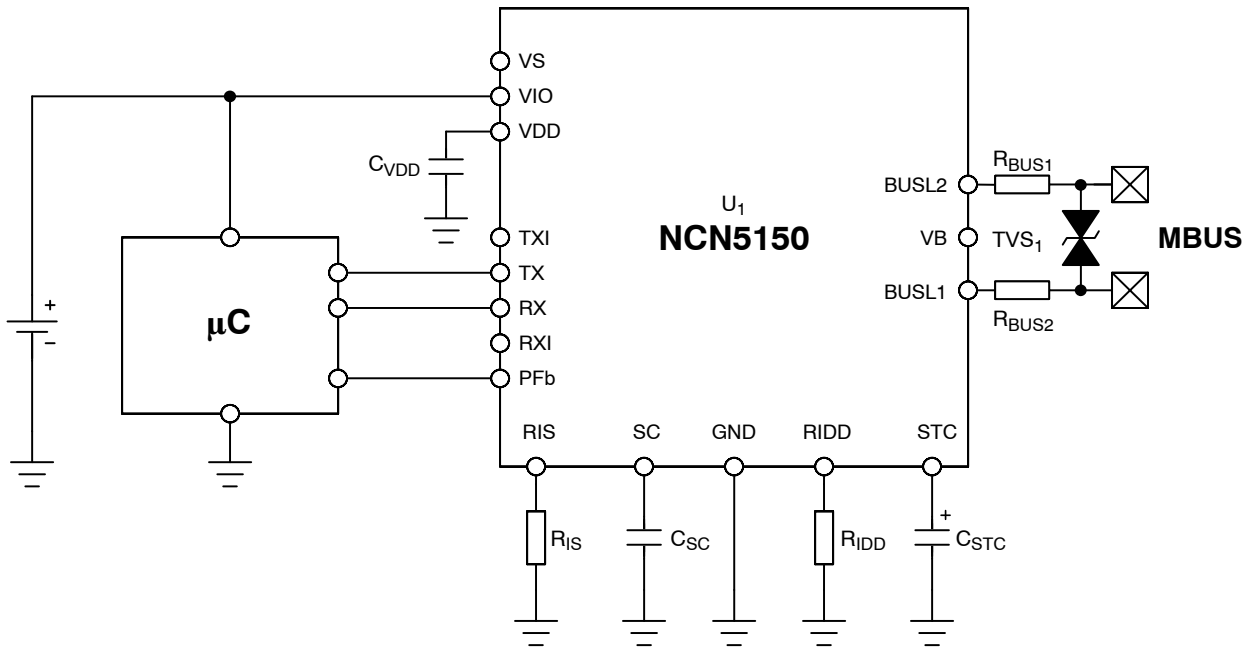 VS
VIO
VDD
CVDD
RBUS1
BUSL2
U1
NCN5150
TXI
VB
TVS1
MBUS
TX
BUSL1
RX
μC
RBUS2
+
−
RXI
PFb
RIS
SC
GND
RIDD
STC
+
RIS
CSC
RIDD
CSTC